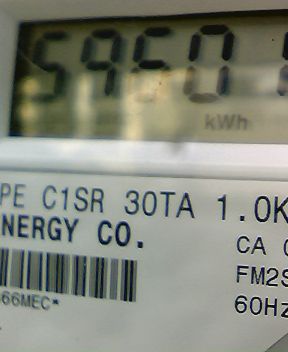 5950
kWh
PE C1SR 30TA 1.0K
NERGY CO.
CA
FM2S
66MEC*
60Hz